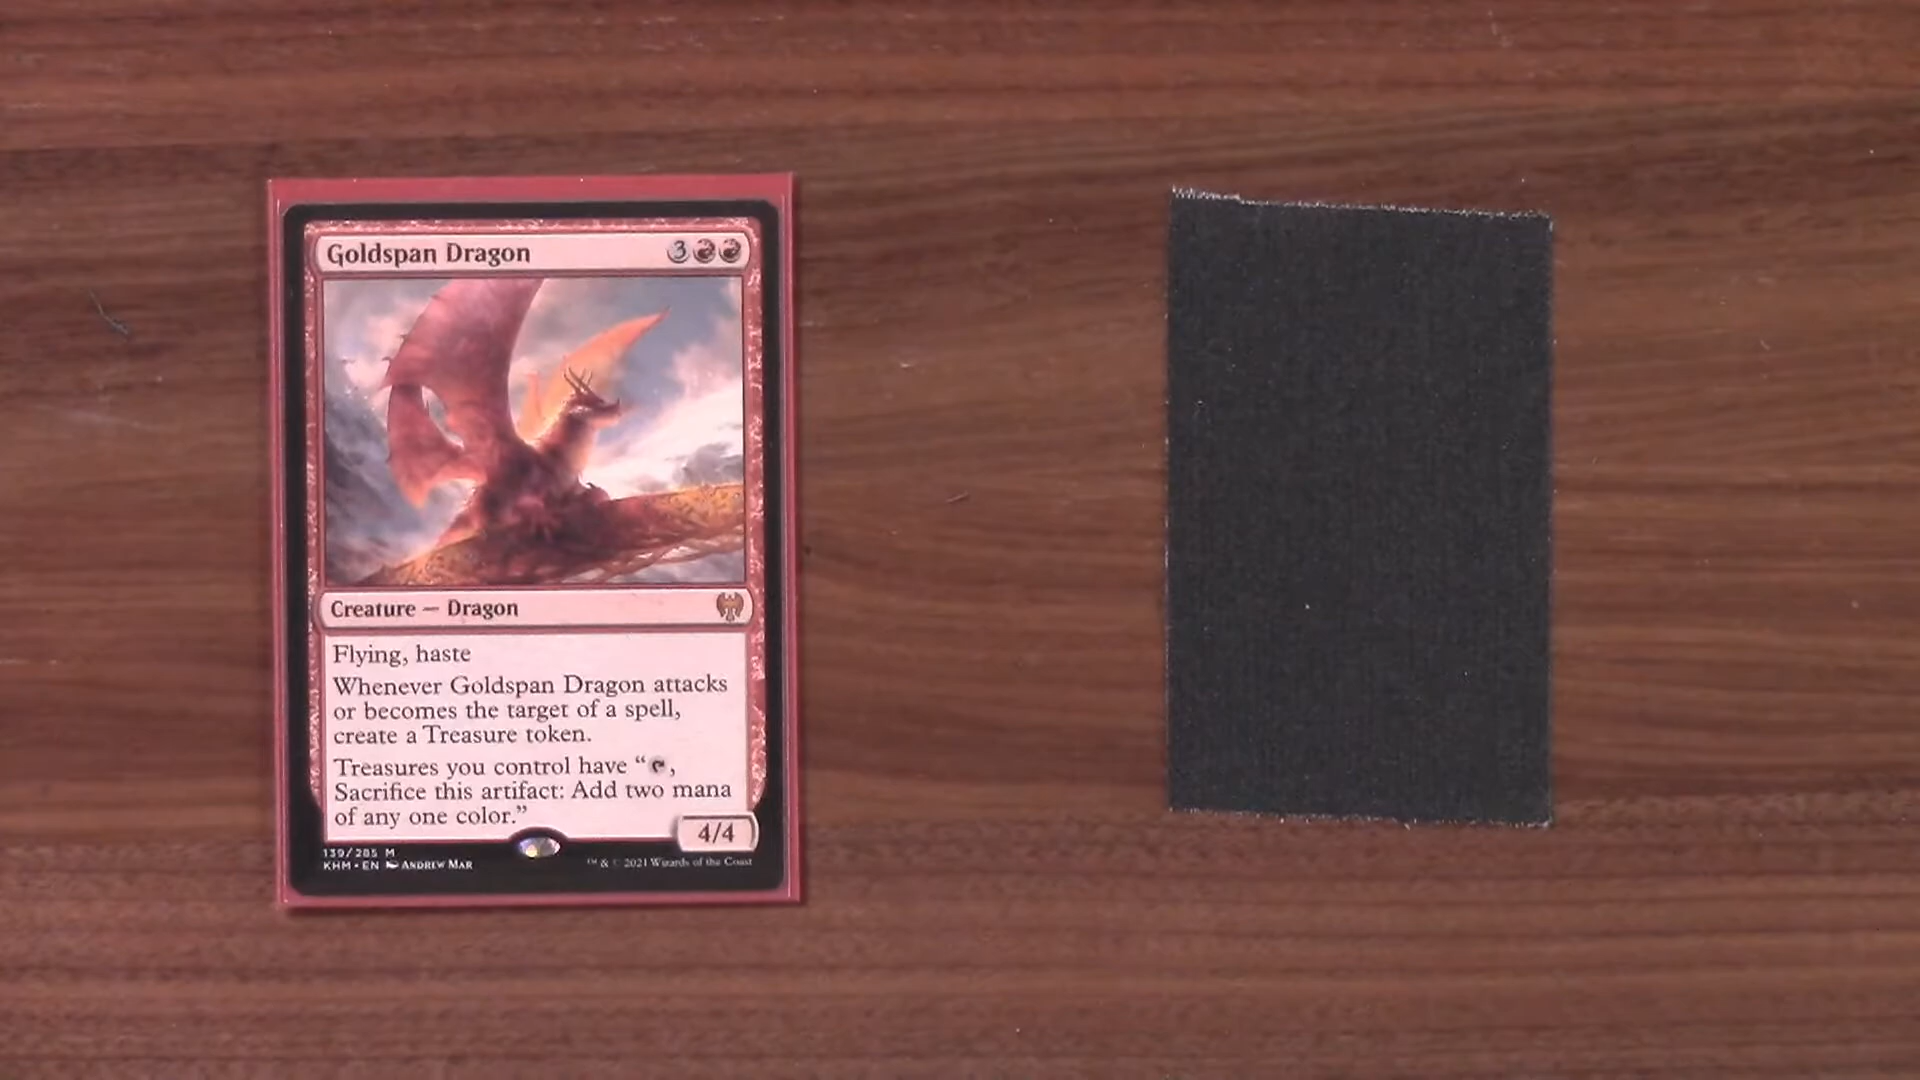 Goldspan Dragon 3
Creature — Dragon
Flying, haste
Whenever Goldspan Dragon attacks
or becomes the target of a spell,
create a Treasure token.
Treasures you control have “ ,
Sacrifice this artifact: Add two mana
of any one color.”
4/4
139/285 M
KHM • EN Andrew Mar
™ & © 2021 Wizards of the Coast